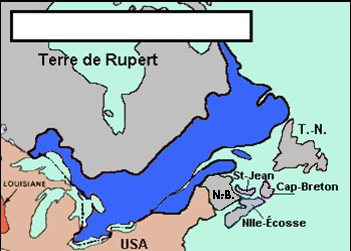 Terre de Rupert
T.-N.
St-Jean
Cap-Breton
N.-B.
LOUISIANE
Nlle-Écosse
USA